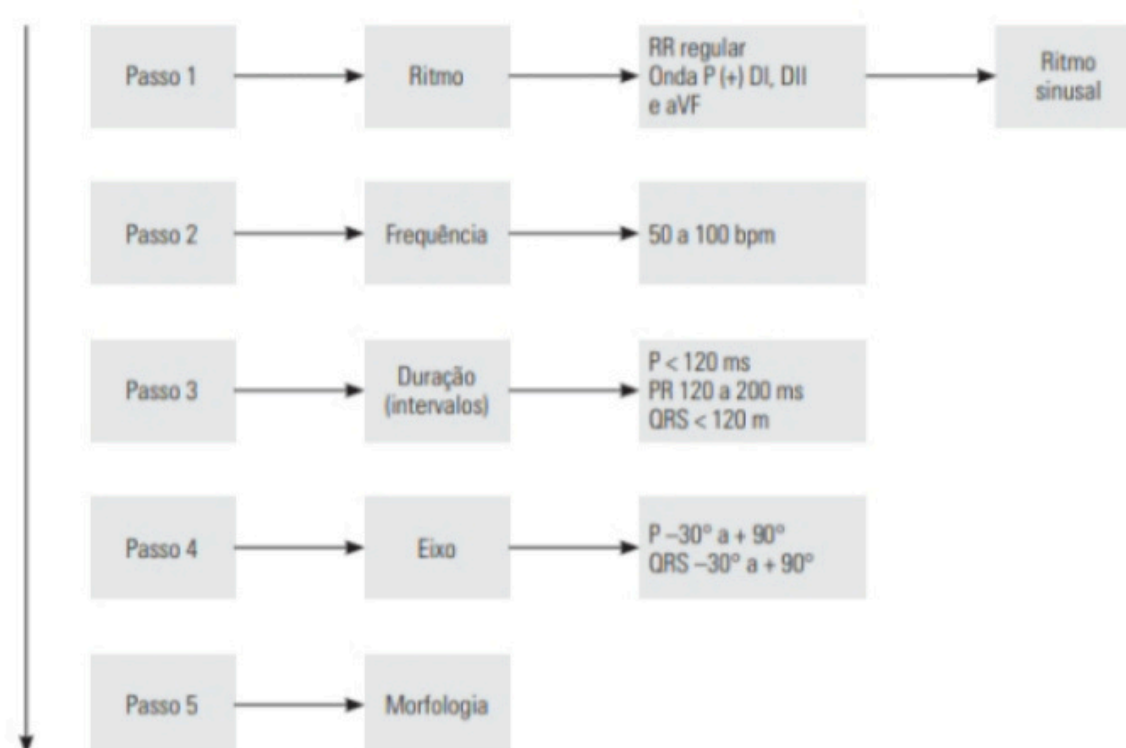 Passo 1
Ritmo
RR regular
Onda P (+) DI, DII
e aVF
Ritmo
sinusal
Passo 2
Frequência
50 a 100 bpm
Passo 3
Duração
(intervalos)
P < 120 ms
PR 120 a 200 ms
QRS < 120 m
Passo 4
Eixo
P –30° a + 90°
QRS –30° a + 90°
Passo 5
Morfologia